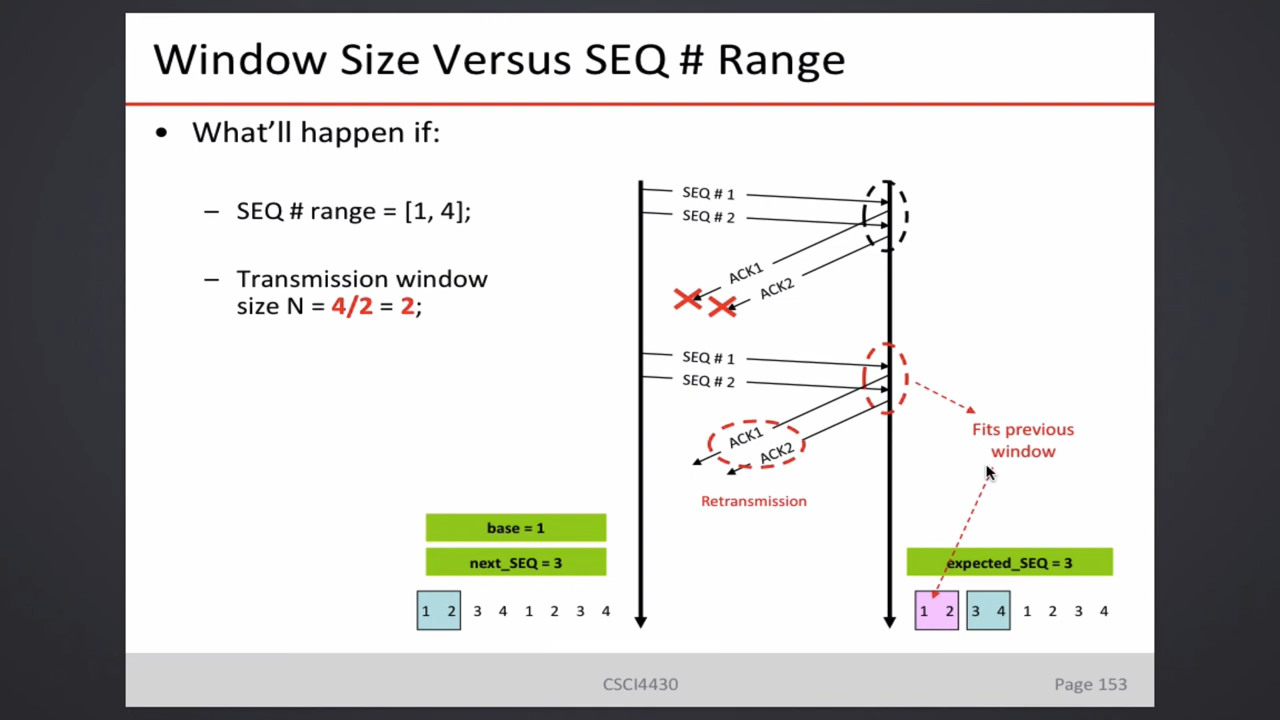 Window Size Versus SEQ # Range
• What'll happen if:
– SEQ # range = [1, 4];
– Transmission window
size N = 4/2 = 2;
SEQ # 1
SEQ # 2
ACK1
ACK2
SEQ # 1
SEQ # 2
ACK1
ACK2
Retransmission
Fits previous
window
base = 1
next_SEQ = 3
expected_SEQ = 3
1 2 3 4 1 2 3 4
1 2 3 4 1 2 3 4
CSCI4430
Page 153